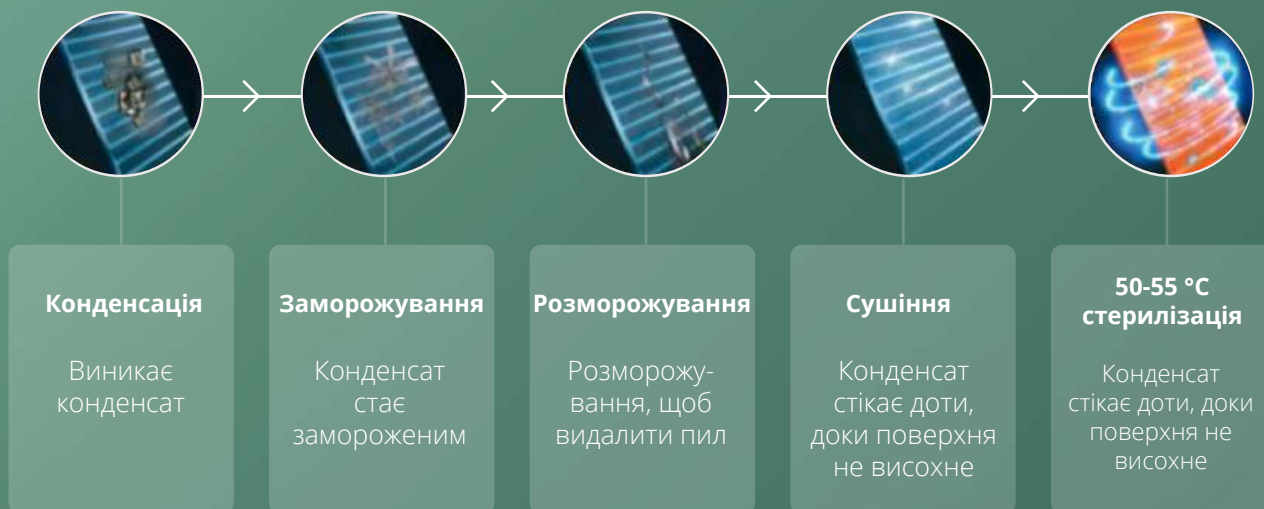 Конденсація
Виникає
конденсат
Заморожування
Конденсат
стає
замороженим
Розморожування
Розморожу-
вання, щоб
видалити пил
Сушіння
Конденсат
стікає доти,
доки поверхня
не висохне
50-55 °C
стерилізація
Конденсат
стікає доти, доки
поверхня не
висохне